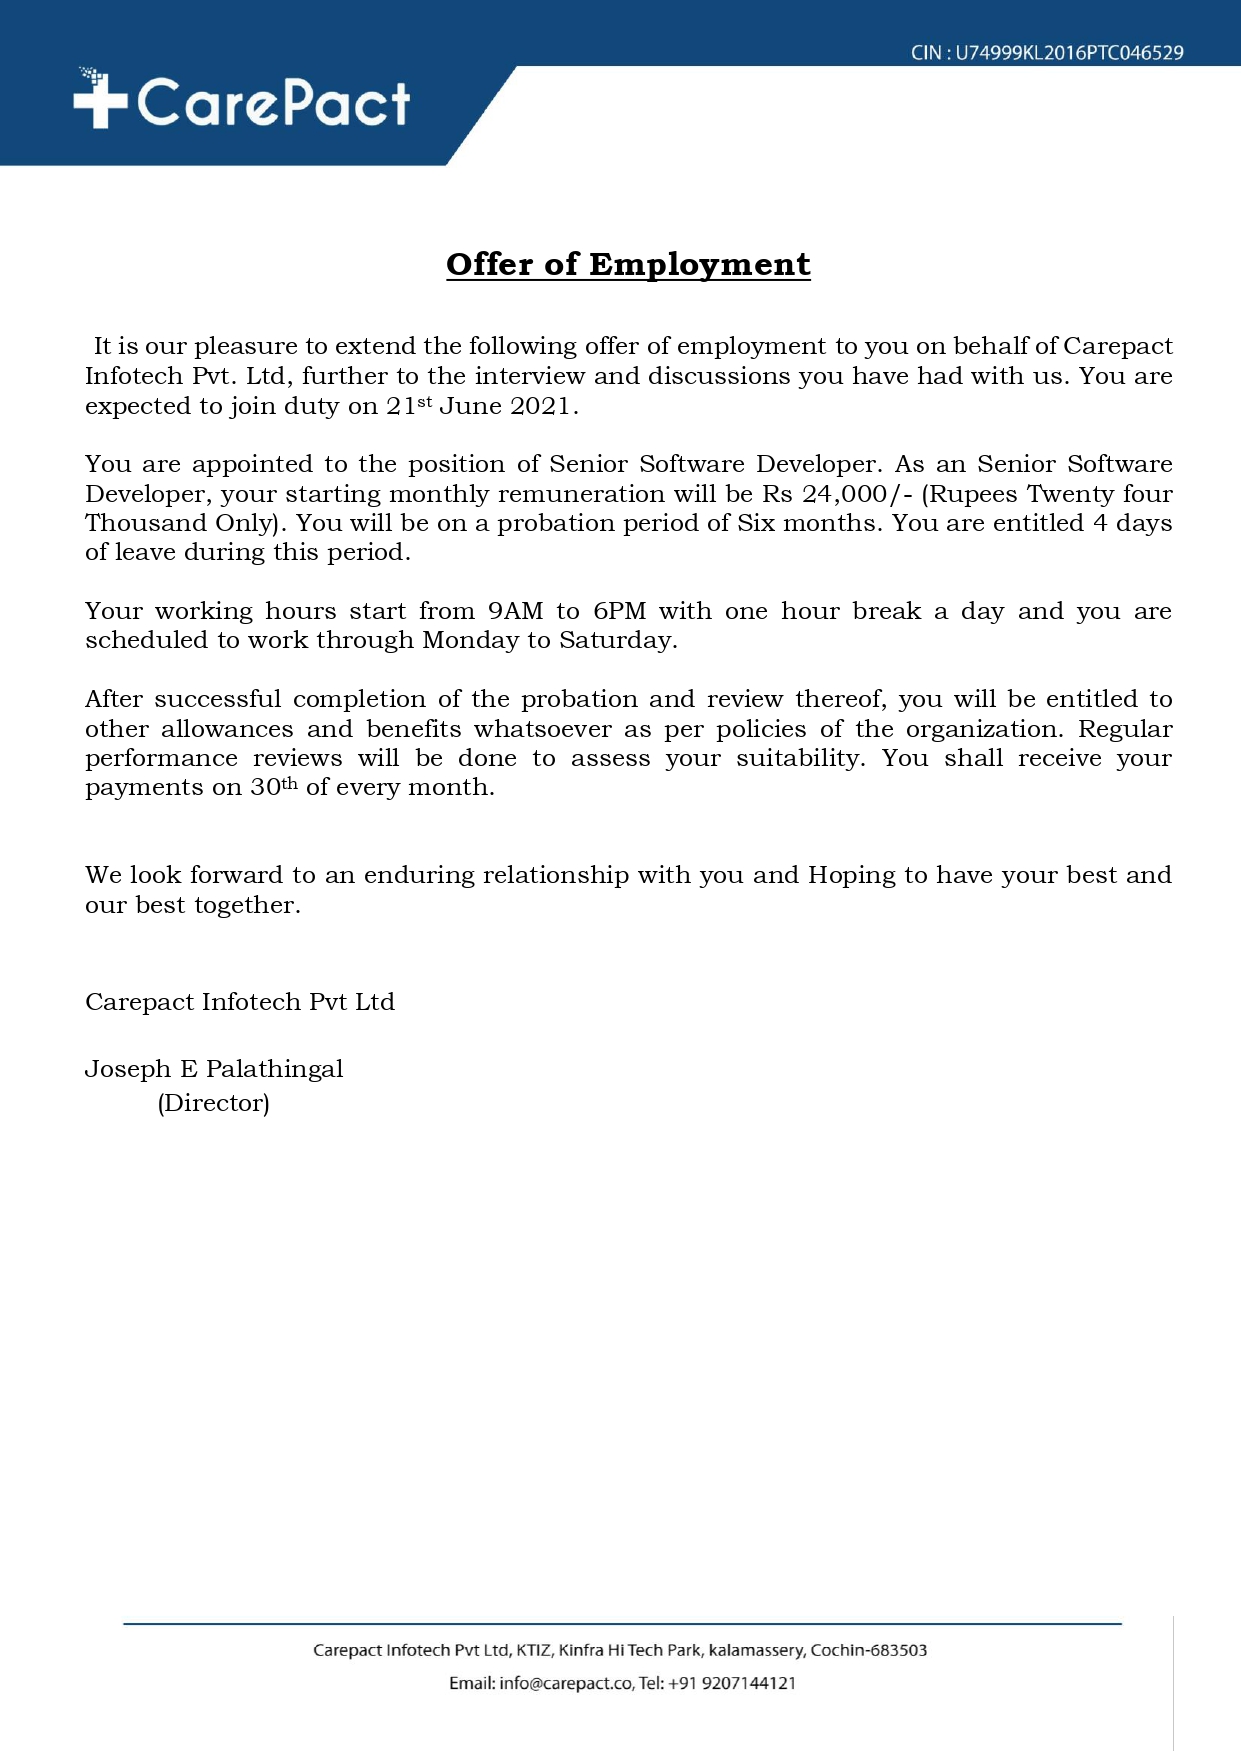 CIN : U74999KL2016PTC046529
CarePact
Offer of Employment
It is our pleasure to extend the following offer of employment to you on behalf of Carepact
Infotech Pvt. Ltd, further to the interview and discussions you have had with us. You are
expected to join duty on 21st June 2021.
You are appointed to the position of Senior Software Developer. As an Senior Software
Developer, your starting monthly remuneration will be Rs 24,000/- (Rupees Twenty four
Thousand Only). You will be on a probation period of Six months. You are entitled 4 days
of leave during this period.
Your working hours start from 9AM to 6PM with one hour break a day and you are
scheduled to work through Monday to Saturday.
After successful completion of the probation and review thereof, you will be entitled to
other allowances and benefits whatsoever as per policies of the organization. Regular
performance reviews will be done to assess your suitability. You shall receive your
payments on 30th of every month.
We look forward to an enduring relationship with you and Hoping to have your best and
our best together.
Carepact Infotech Pvt Ltd
Joseph E Palathingal
(Director)
Carepact Infotech Pvt Ltd, KTIZ, Kinfra Hi Tech Park, kalamassery, Cochin-683503
Email: info@carepact.co, Tel: +91 9207144121